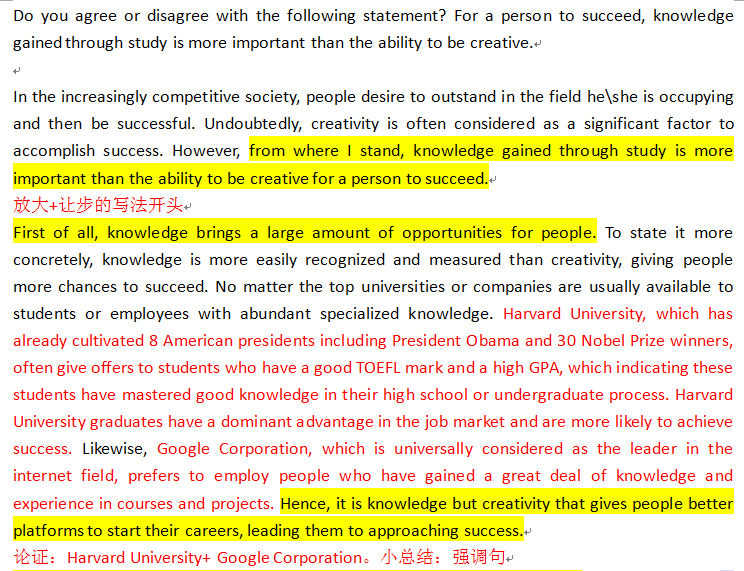 Do you agree or disagree with the following statement? For a person to succeed, knowledge
gained through study is more important than the ability to be creative.
In the increasingly competitive society, people desire to outstand in the field he\she is occupying
and then be successful. Undoubtedly, creativity is often considered as a significant factor to
accomplish success. However, from where I stand, knowledge gained through study is more
important than the ability to be creative for a person to succeed.
放大+让步的写法开头
First of all, knowledge brings a large amount of opportunities for people. To state it more
concretely, knowledge is more easily recognized and measured than creativity, giving people
more chances to succeed. No matter the top universities or companies are usually available to
students or employees with abundant specialized knowledge. Harvard University, which has
already cultivated 8 American presidents including President Obama and 30 Nobel Prize winners,
often give offers to students who have a good TOEFL mark and a high GPA, which indicating these
students have mastered good knowledge in their high school or undergraduate process. Harvard
University graduates have a dominant advantage in the job market and are more likely to achieve
success. Likewise, Google Corporation, which is universally considered as the leader in the
internet field, prefers to employ people who have gained a great deal of knowledge and
experience in courses and projects. Hence, it is knowledge but creativity that gives people better
platforms to start their careers, leading them to approaching success.
论证：Harvard University+ Google Corporation。小总结：强调句